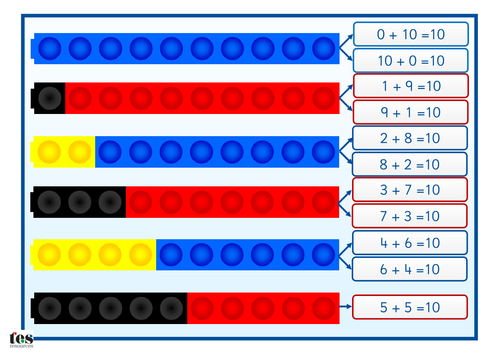 0 + 10 =10
10 + 0 =10
1 + 9 =10
9 + 1 =10
2 + 8 =10
8 + 2 =10
3 + 7 =10
7 + 3 =10
4 + 6 =10
6 + 4 =10
5 + 5 =10
tes